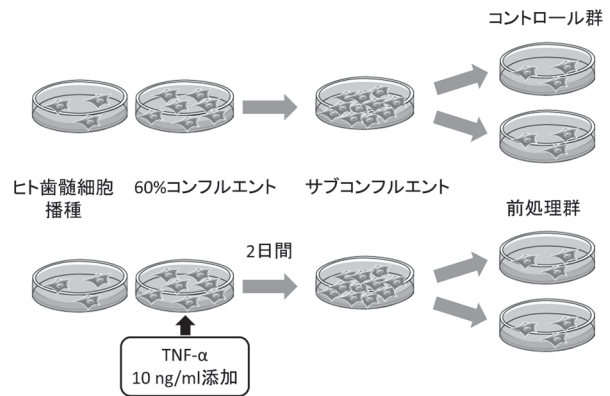 コントロール群
ヒト歯髄細胞
播種
60%コンフルエント
サブコンフルエント
前処理群
2日間
TNF-α
10 ng/ml添加